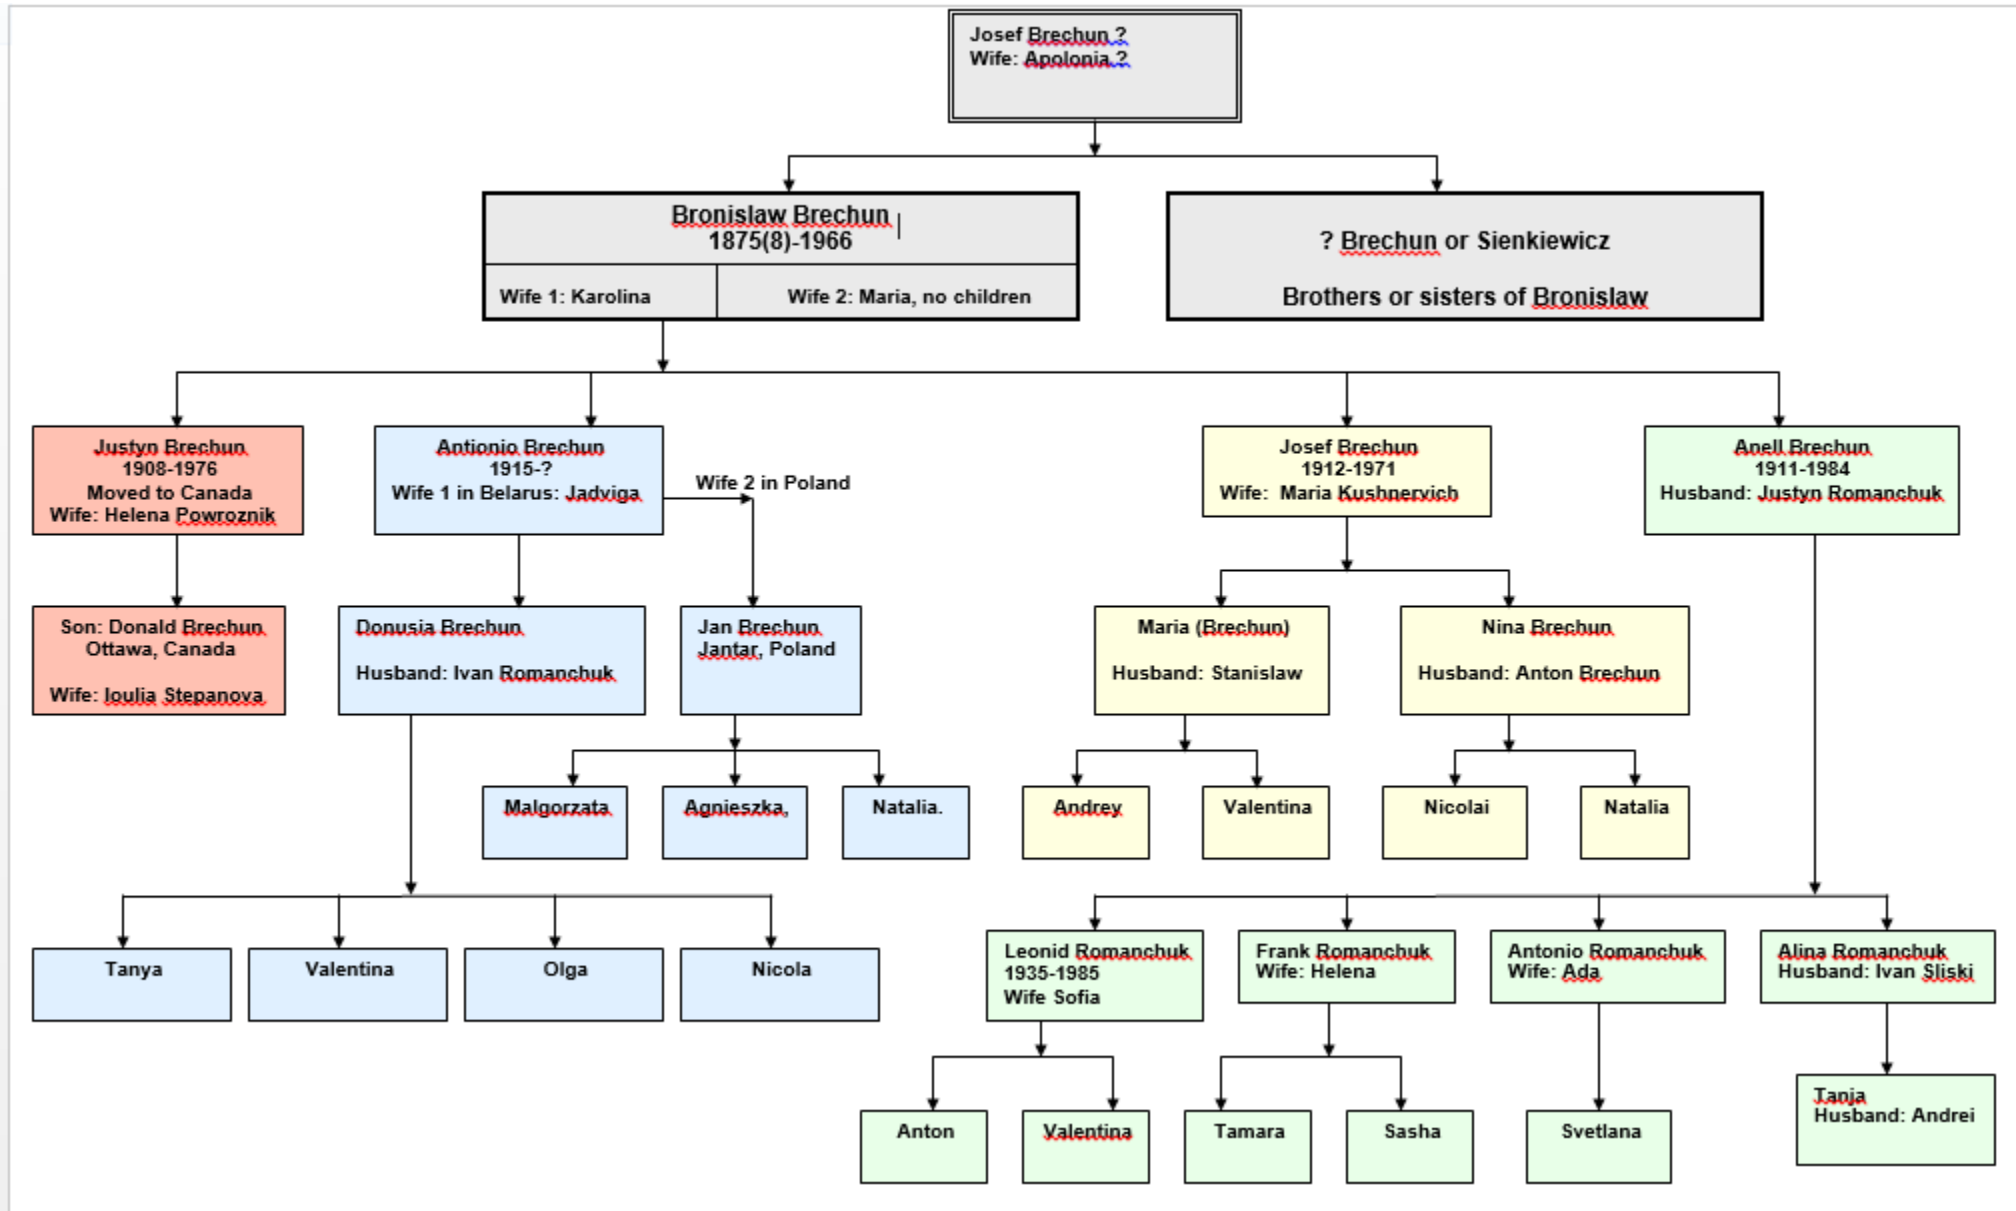 Josef Brechun ?
Wife: Apolonia ?
Bronislaw Brechun
1875(8)-1966
Wife 1: Karolina
Wife 2: Maria, no children
? Brechun or Sienkiewicz
Brothers or sisters of Bronislaw
Justyn Brechun
1908-1976
Moved to Canada
Wife: Helena Powroznik
Antionio Brechun
1915-?
Wife 1 in Belarus: Jadviga
Wife 2 in Poland
Josef Brechun
1912-1971
Wife: Maria Kushnervich
Anell Brechun
1911-1984
Husband: Justyn Romanchuk
Son: Donald Brechun
Ottawa, Canada
Wife: Ioulia Stepanova
Donusia Brechun
Husband: Ivan Romanchuk
Jan Brechun
Jantar, Poland
Maria (Brechun)
Husband: Stanislaw
Nina Brechun
Husband: Anton Brechun
Malgorzata
Agnieszka,
Natalia.
Andrey
Valentina
Nicolai
Natalia
Tanya
Valentina
Olga
Nicola
Leonid Romanchuk
1935-1985
Wife Sofia
Frank Romanchuk
Wife: Helena
Antonio Romanchuk
Wife: Ada
Alina Romanchuk
Husband: Ivan Sliski
Anton
Valentina
Tamara
Sasha
Svetlana
Tanja
Husband: Andrei